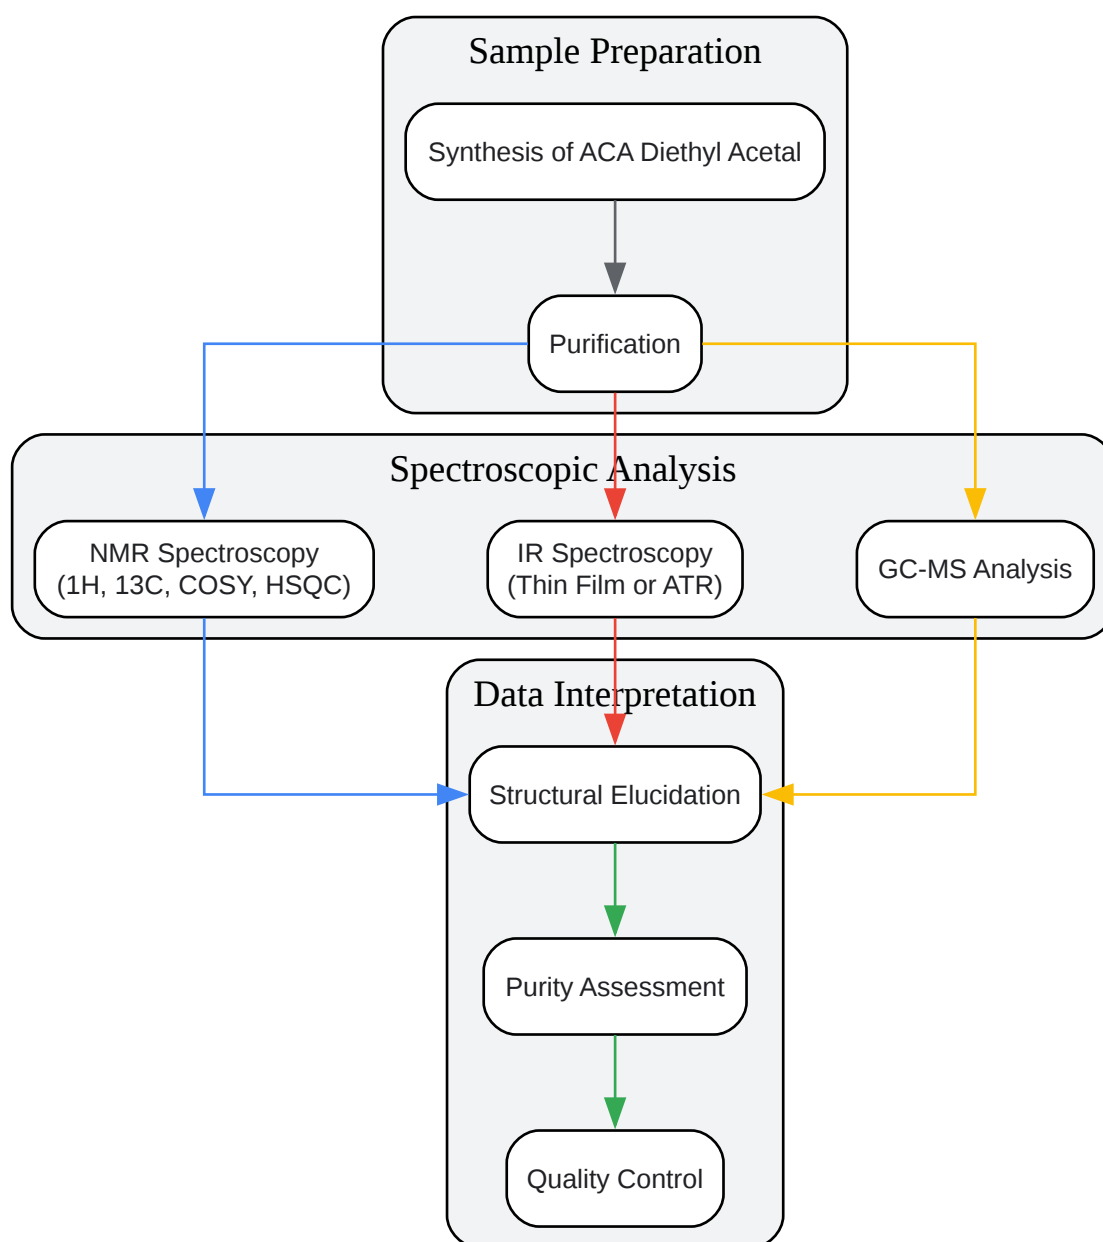 Sample Preparation
Synthesis of ACA Diethyl Acetal
Purification
Spectroscopic Analysis
NMR Spectroscopy
(1H, 13C, COSY, HSQC)
IR Spectroscopy
(Thin Film or ATR)
GC-MS Analysis
Data Interpretation
Structural Elucidation
Purity Assessment
Quality Control